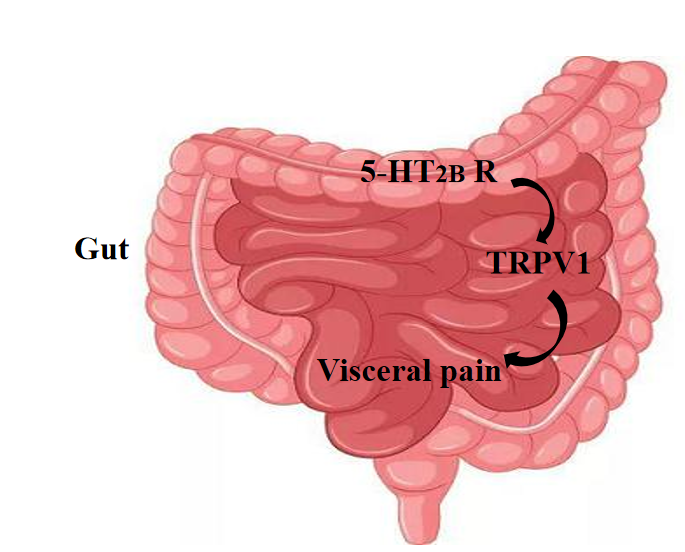 5-HT2B R
Gut
TRPV1
Visceral pain